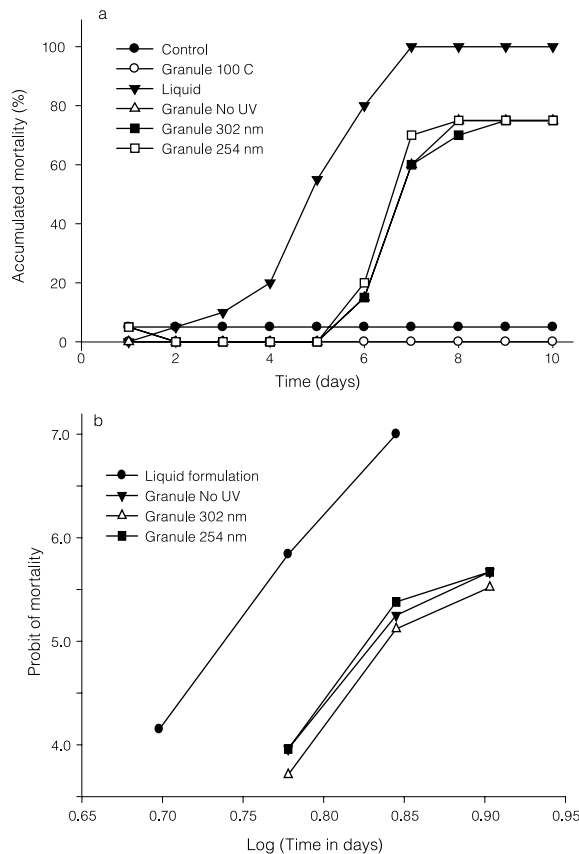 a
Control
Granule 100 C
Liquid
Granule No UV
Granule 302 nm
Granule 254 nm
Accumulated mortality (%)
100
80
60
40
20
0
0 2 4 6 8 10
Time (days)
b
Liquid formulation
Granule No UV
Granule 302 nm
Granule 254 nm
Probit of mortality
7.0
6.0
5.0
4.0
0.65 0.70 0.75 0.80 0.85 0.90 0.95
Log (Time in days)